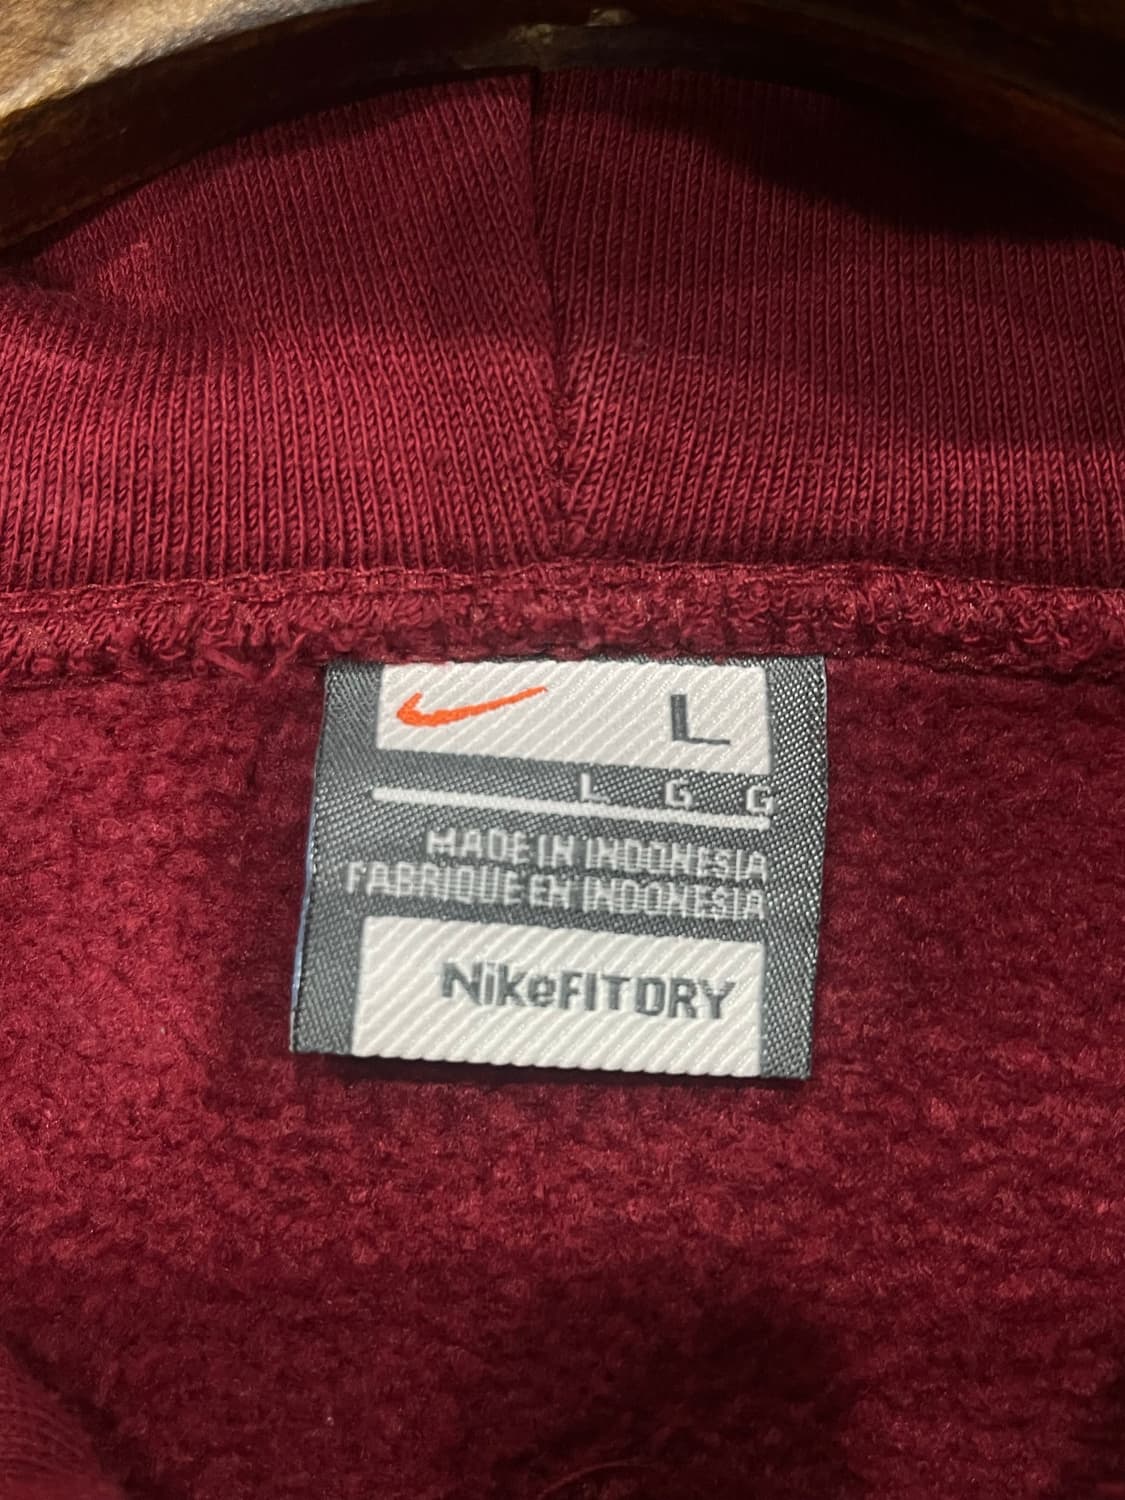 L
L G G
MADE IN INDONESIA
FABRIQUE EN INDONESIA
NikeFITDRY